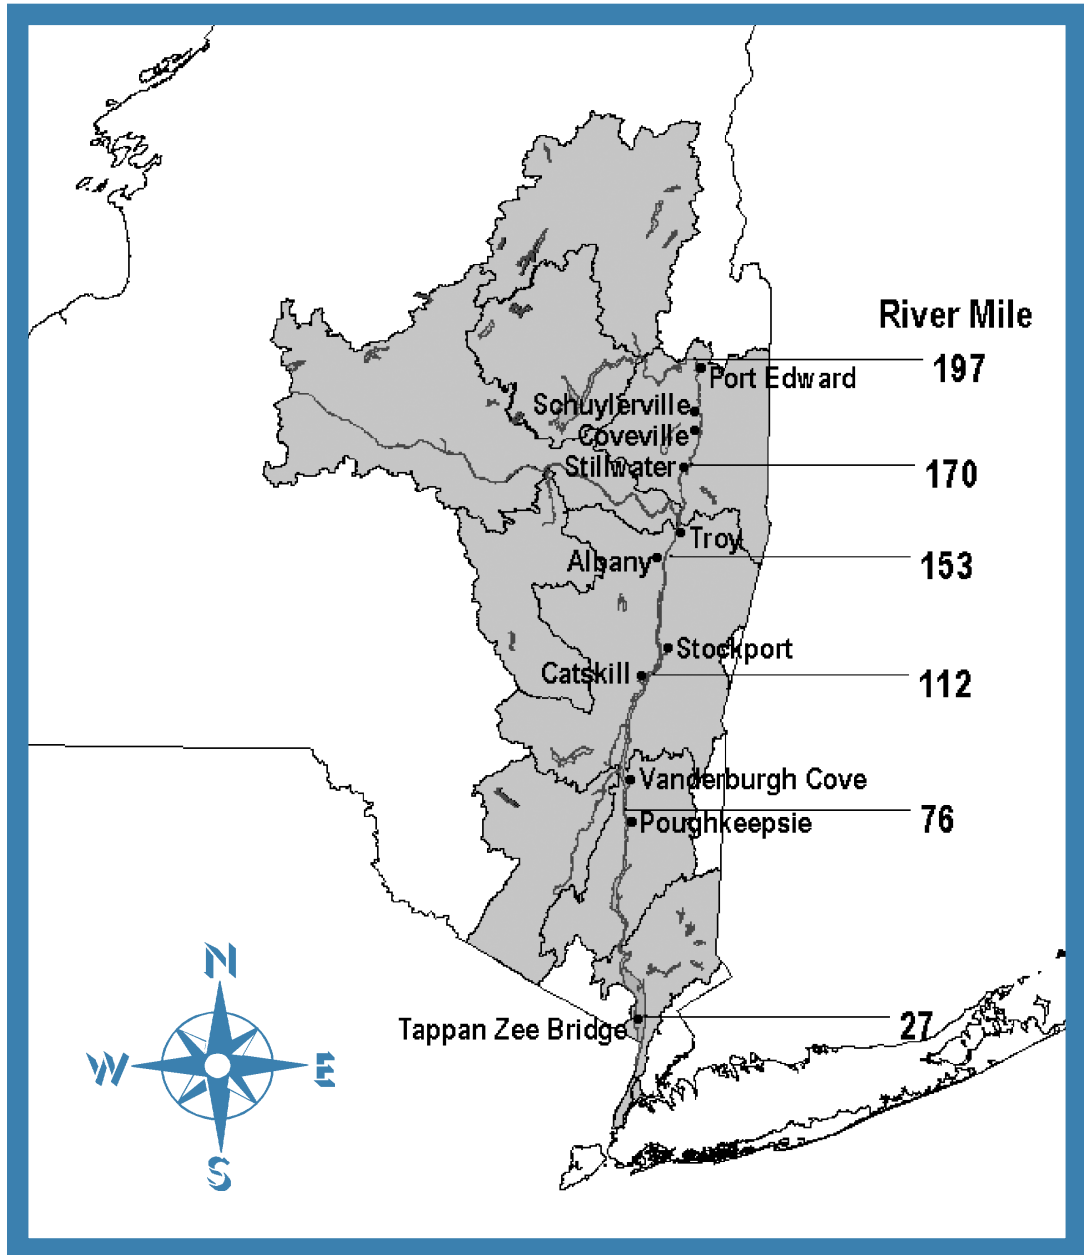 River Mile
197
Port Edward
Schuylerville
Coveville
Stillwater
170
Troy
Albany
153
Stockport
Catskill
112
Vanderburgh Cove
76
Poughkeepsie
N
W
E
S
Tappan Zee Bridge
27